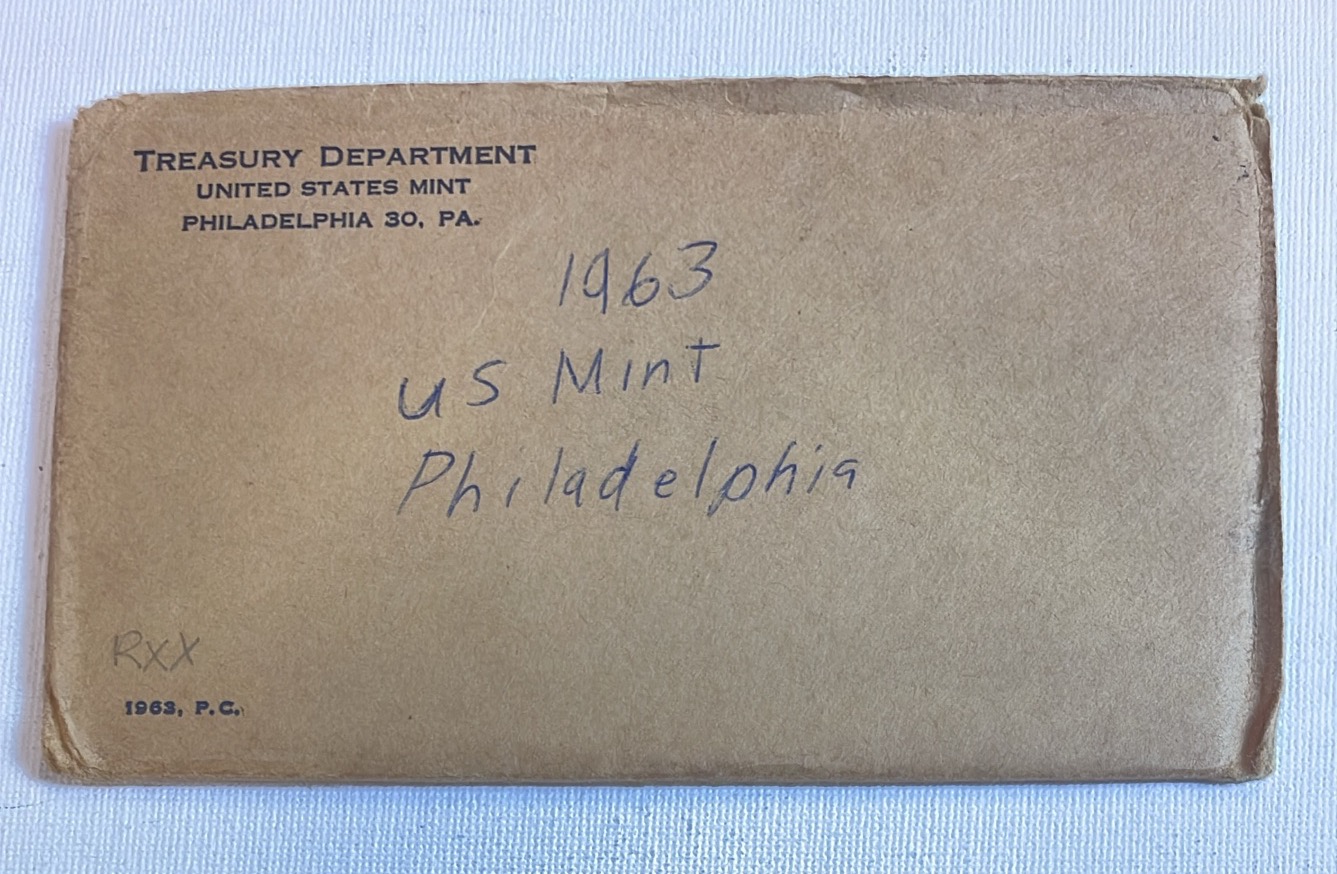 TREASURY DEPARTMENT
UNITED STATES MINT
PHILADELPHIA 30, PA.
1963
US Mint
Philadelphia
RXX
1963, P.C.